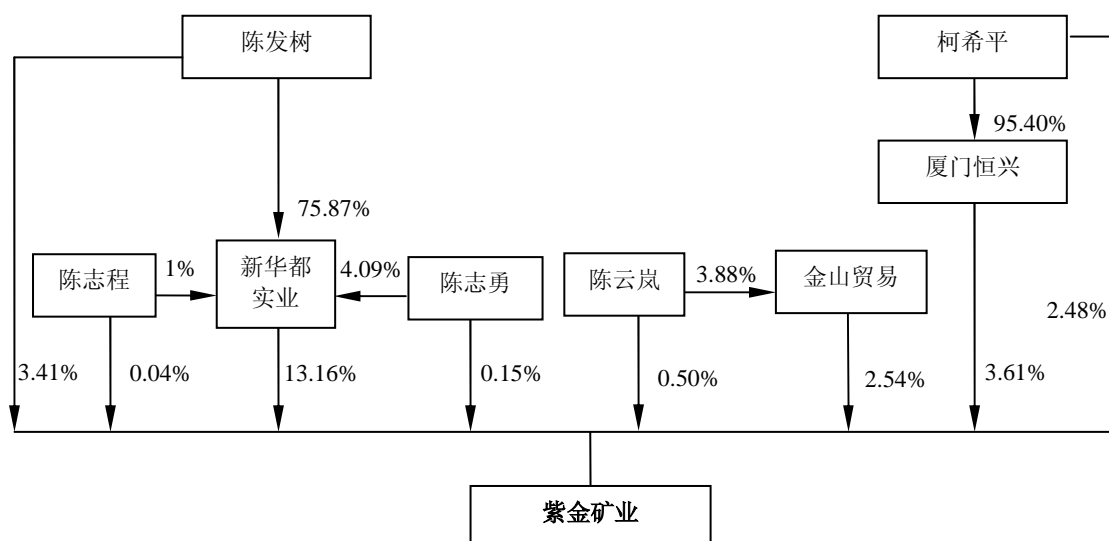 陈发树
柯希平
95.40%
厦门恒兴
75.87%
陈志程
1%
新华都
实业
4.09%
陈志勇
陈云岚
3.88%
金山贸易
2.48%
3.41%
0.04%
13.16%
0.15%
0.50%
2.54%
3.61%
紫金矿业